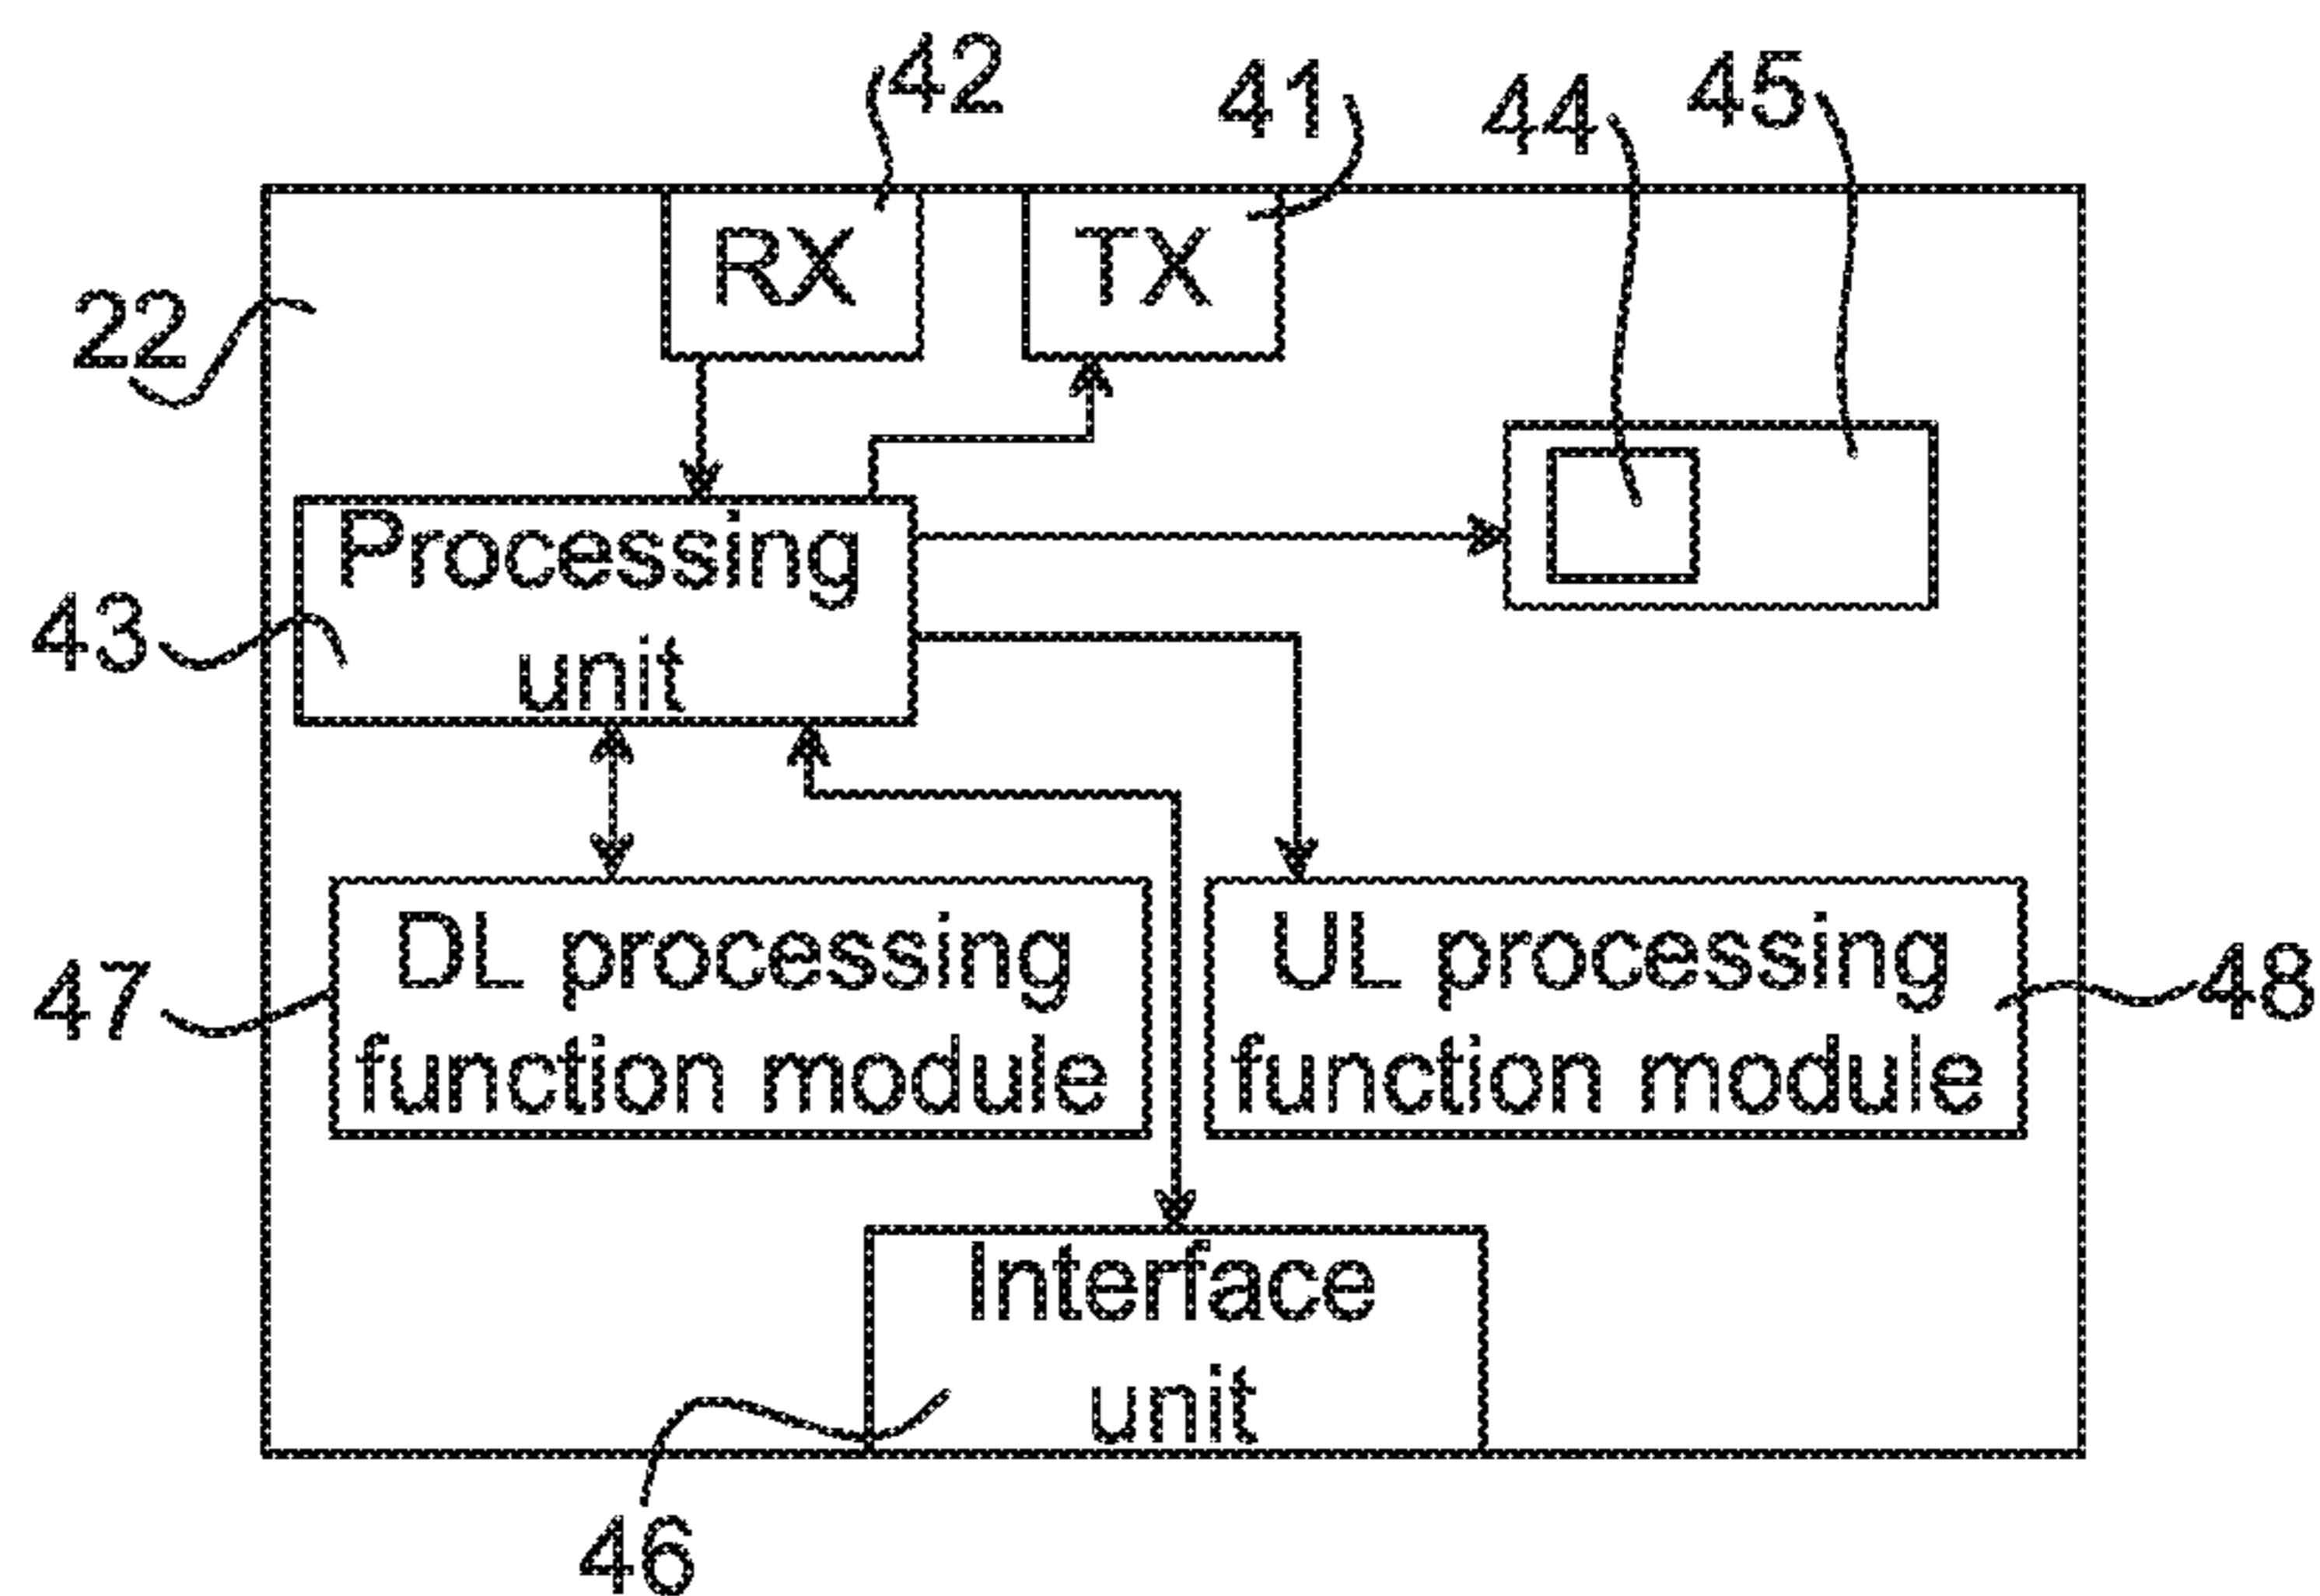 42
41
44
45
RX
TX
22
Processing
unit
43
DL processing
function module
47
UL processing
function module
48
Interface
unit
46